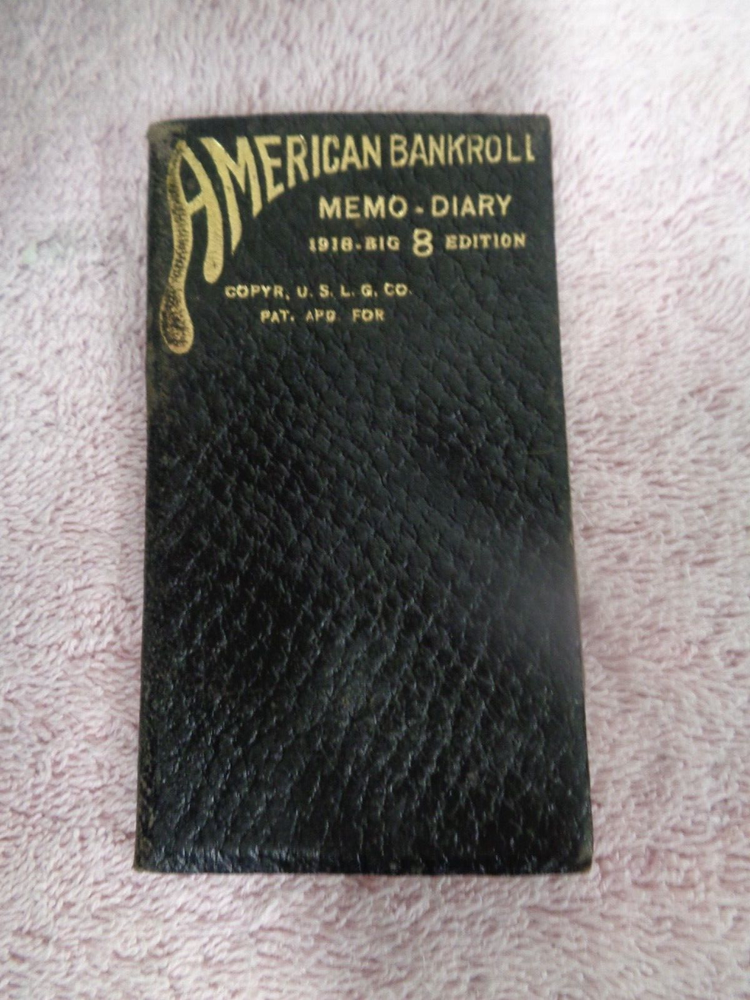 AMERICAN BANKROLL
MEMO-DIARY
1918-BIG 8 EDITION
COPYR. U. S. L. G. CO.
PAT. APD. FOR